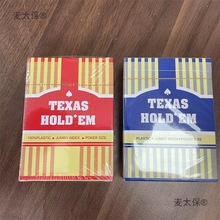 麦太保®
TEXAS
HOLD'EM
100% PLASTIC • JUMBO INDEX • POKER SIZE
TEXAS
HOLD'EM
麦太保®